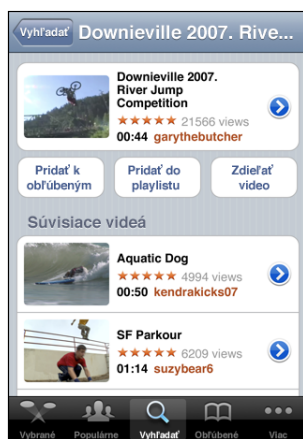 Vyhľadať
Downieville 2007. Rive...
Downieville 2007.
River Jump
Competition
21566 views
00:44 garythebutcher
Pridať k
obľúbeným
Pridať do
playlistu
Zdieľať
video
Súvisiace videá
Aquatic Dog
4994 views
00:50 kendrakicks07
SF Parkour
6209 views
01:14 suzybear6
Vybrané
Populárne
Vyhľadať
Obľúbené
Viac